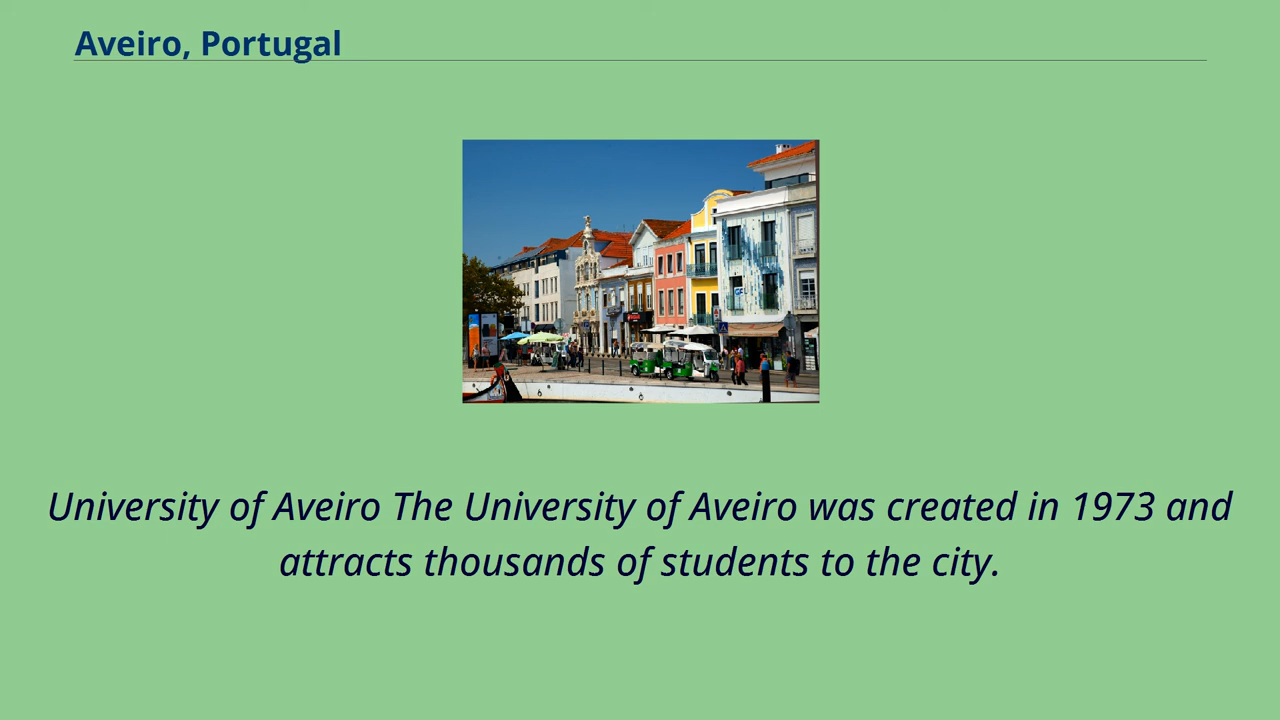 Aveiro, Portugal
University of Aveiro The University of Aveiro was created in 1973 and
attracts thousands of students to the city.